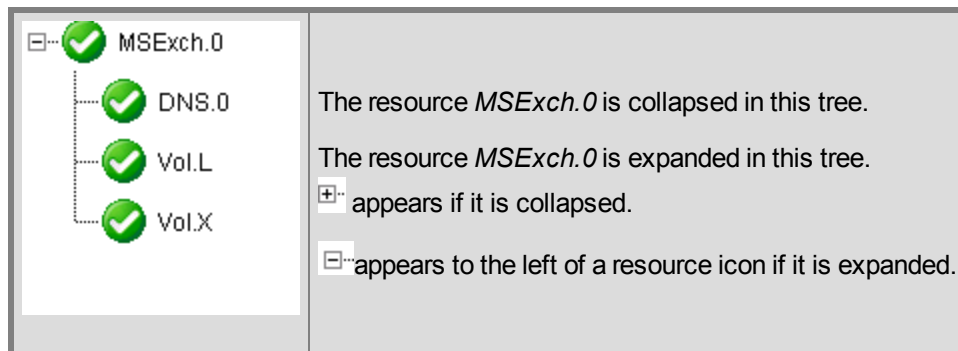 MSExch.0
DNS.0
Vol.L
Vol.X
The resource MSExch.0 is collapsed in this tree.
The resource MSExch.0 is expanded in this tree.
appears if it is collapsed.
appears to the left of a resource icon if it is expanded.